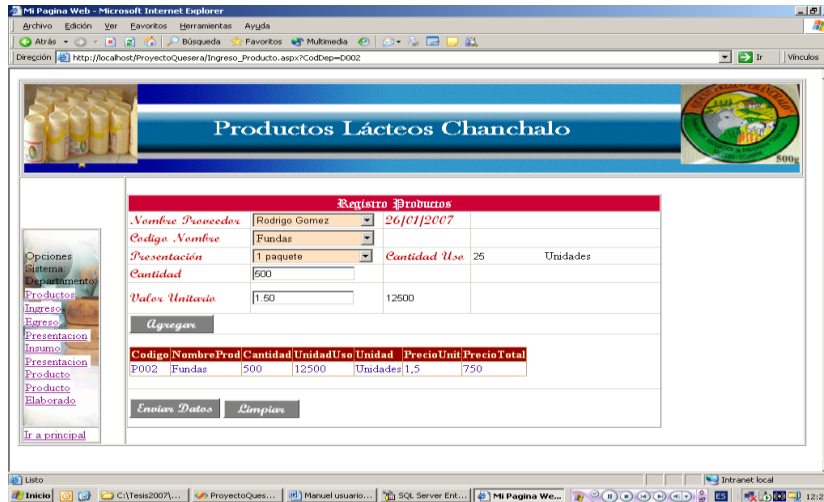 Mi Pagina Web - Microsoft Internet Explorer
Archivo Edición Ver Favoritos Herramientas Ayuda
Atrás Búsqueda Favoritos Multimedia
Dirección http://localhost/ProyectoQuesera/Ingreso_Producto.aspx?CodDep=D002 Ir Vínculos
Productos Lácteos Chanchalo
500g
Registro Productos
Nombre Proveedor Rodrigo Gomez 26/01/2007
Codigo Nombre Fundas
Presentación 1 paquete Cantidad Uso 25 Unidades
Cantidad 500
Valor Unitario 1.50 12500
Agregar
Codigo NombreProd Cantidad UnidadUso Unidad PrecioUnit PrecioTotal
P002 Fundas 500 12500 Unidades 1,5 750
Enviar Datos Limpiar
Opciones
Sistema:
Departamento
Productos
Ingreso
Egreso
Presentacion
Insumo
Presentacion
Producto
Producto
Elaborado
Ir a principal
Listo Intranet local
Inicio C:\Tesis2007\... ProyectoQues... Manuel usuario... SQL Server Ent... Mi Pagina We... ES